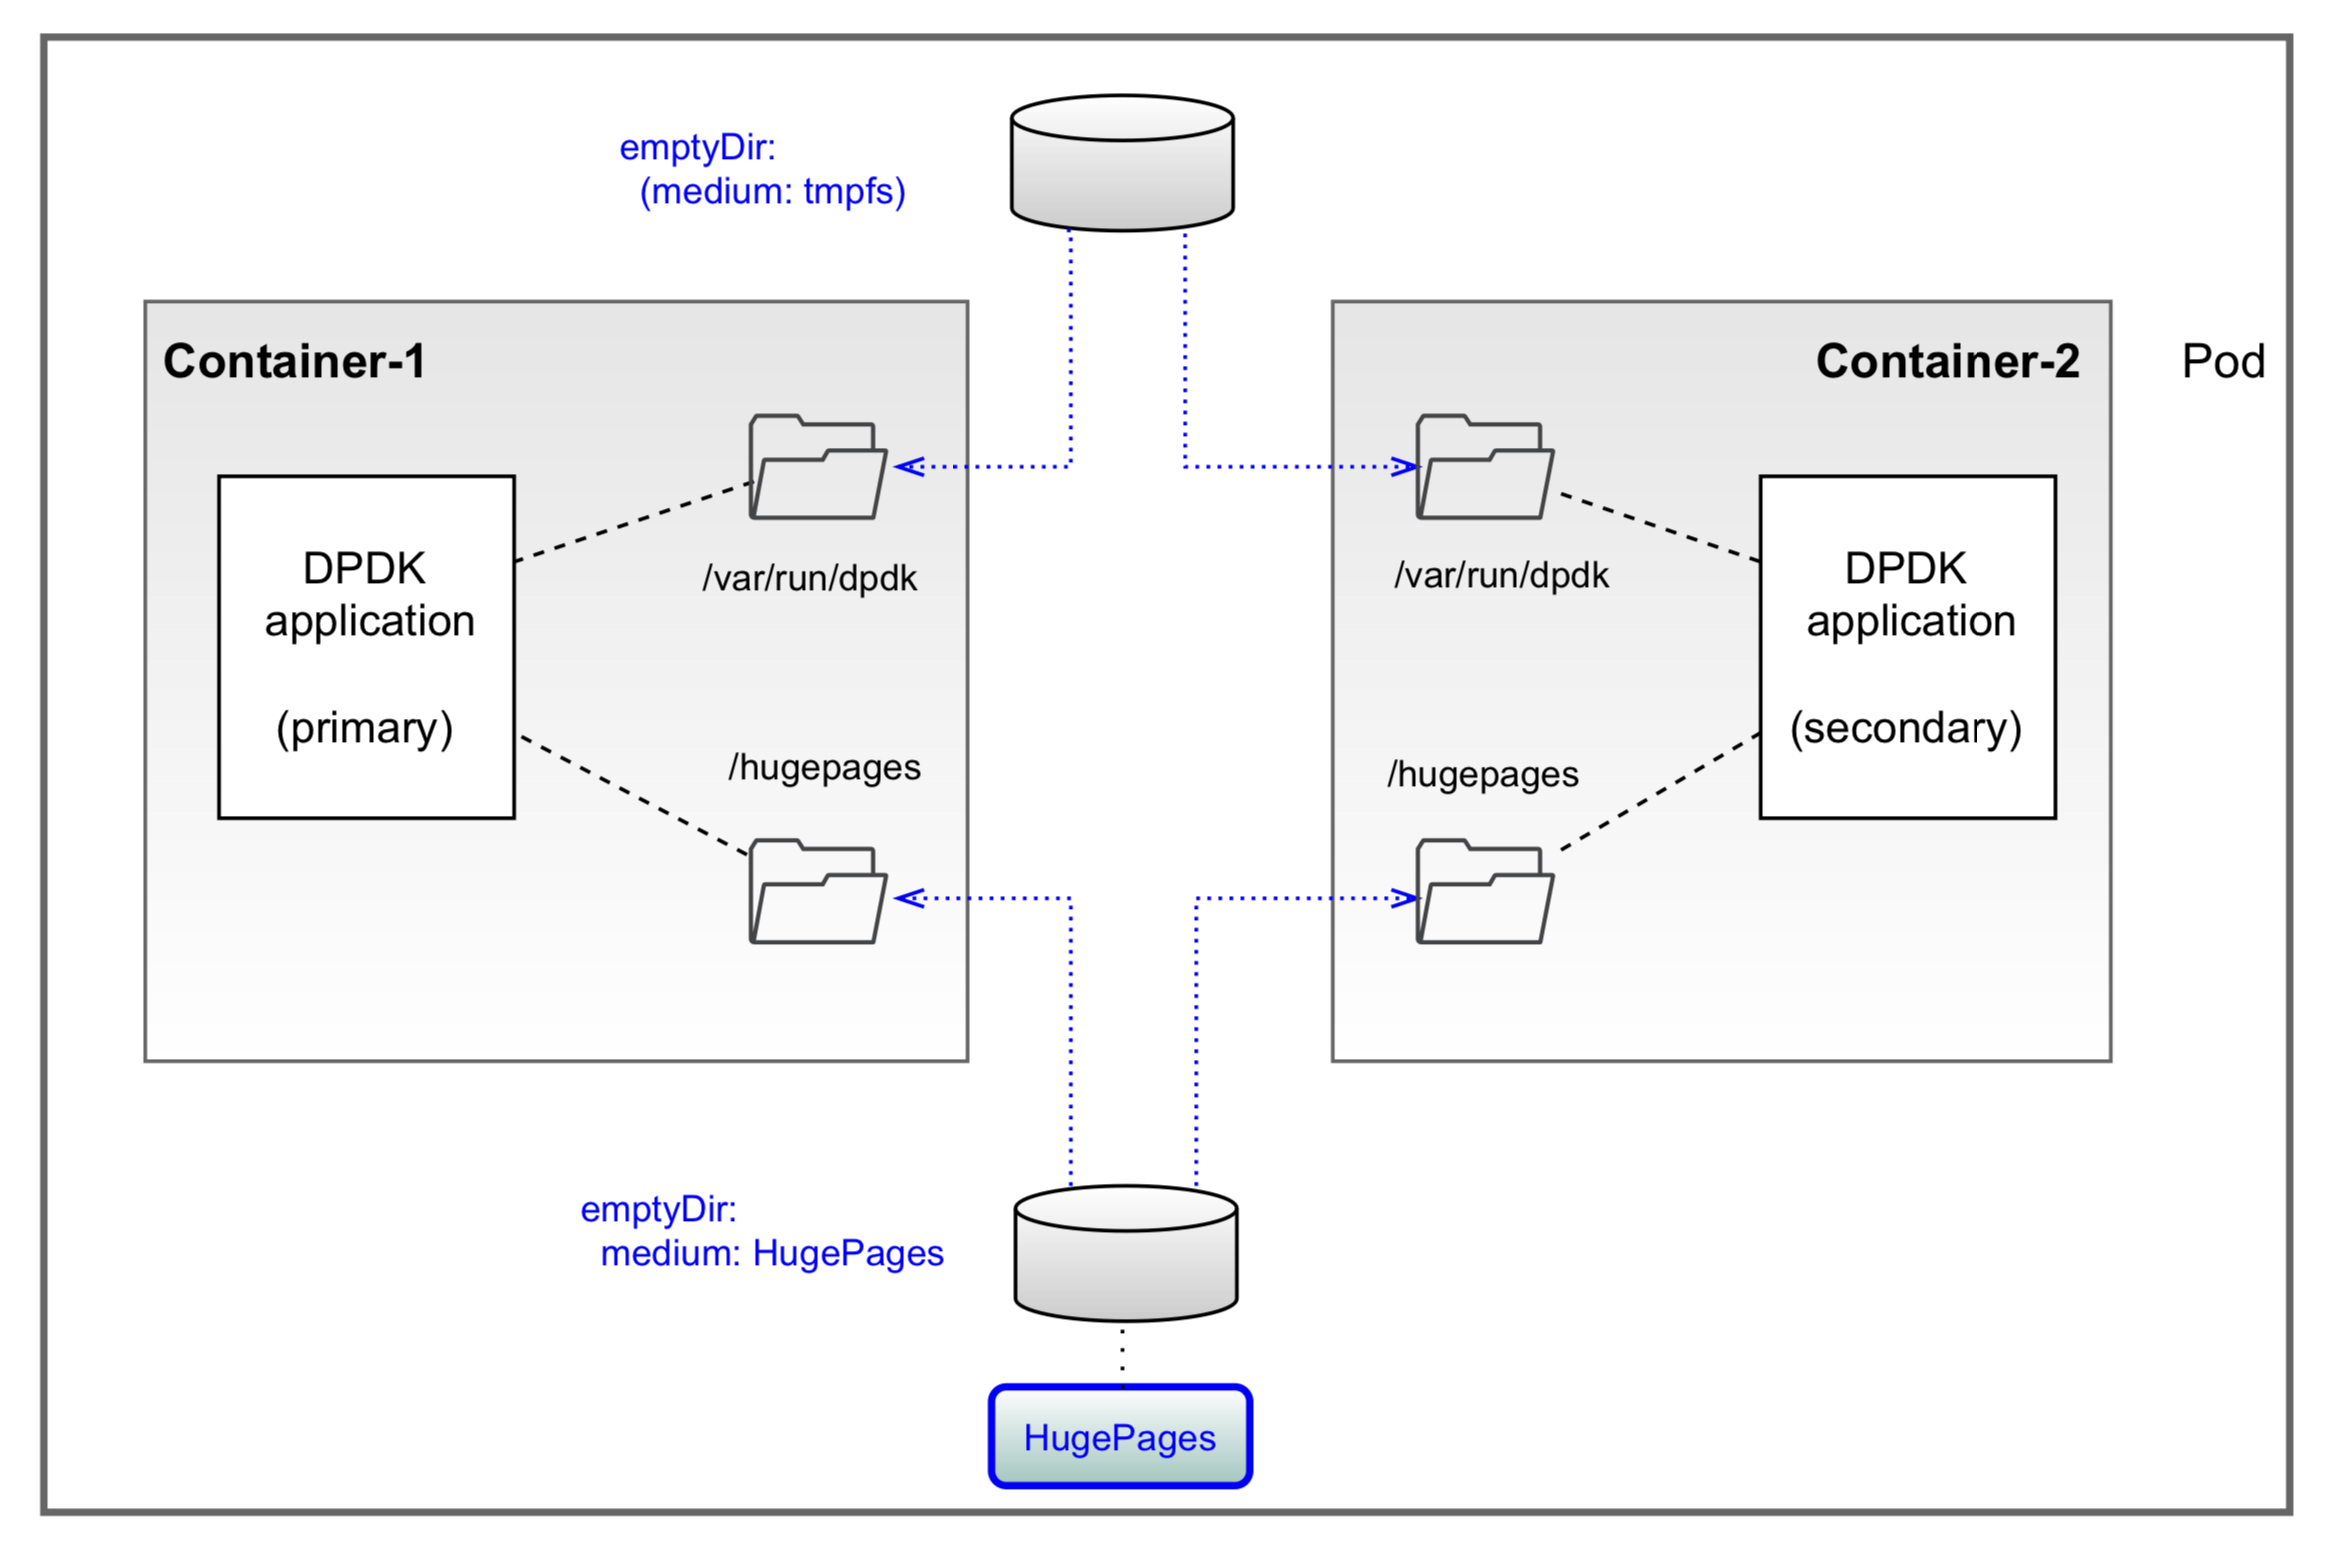 emptyDir:
(medium: tmpfs)
Container-1
Container-2
Pod
DPDK
application
(primary)
/var/run/dpdk
/hugepages
/var/run/dpdk
/hugepages
DPDK
application
(secondary)
emptyDir:
medium: HugePages
HugePages